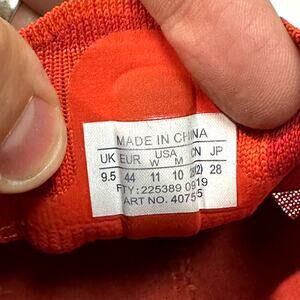 MADE IN CHINA
UK EUR USA CN JP
W M
9.5 44 11 10 (2) 28
FTY: 225389 0919
ART NO. 40755